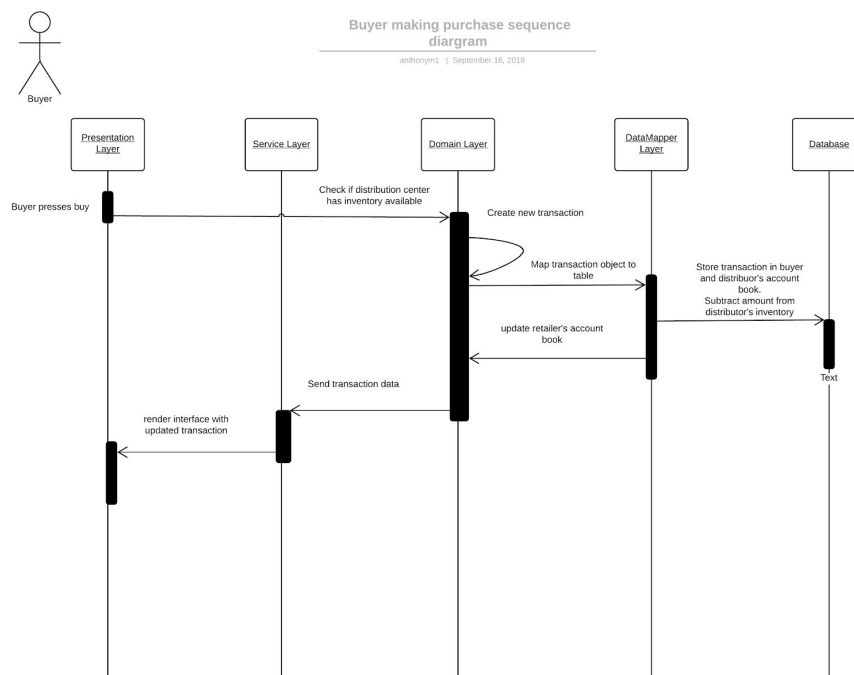 Buyer making purchase sequence
diargram
anthonym1 | September 16, 2019
Buyer
Presentation
Layer
Service Layer
Domain Layer
DataMapper
Layer
Database
Buyer presses buy
Check if distribution center
has inventory available
Create new transaction
Map transaction object to
table
Store transaction in buyer
and distribuor's account
book.
Subtract amount from
distributor's inventory
update retailer's account
book
Text
Send transaction data
render interface with
updated transaction